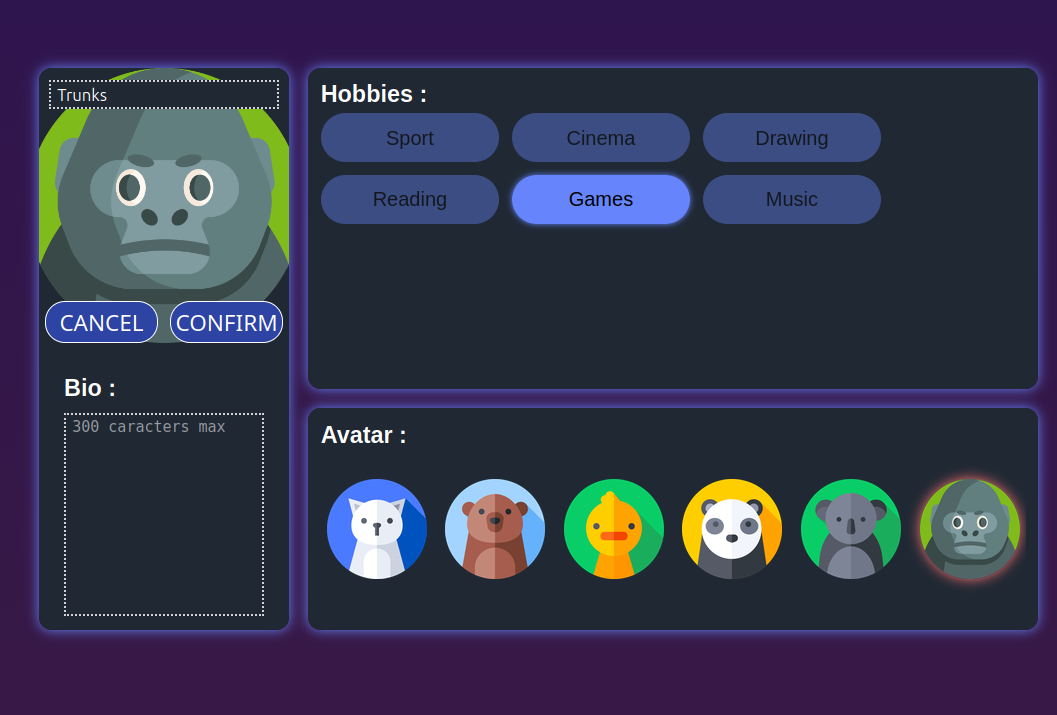 Trunks
CANCEL CONFIRM
Bio :
300 caracters max
Hobbies :
Sport Cinema Drawing
Reading Games Music
Avatar :